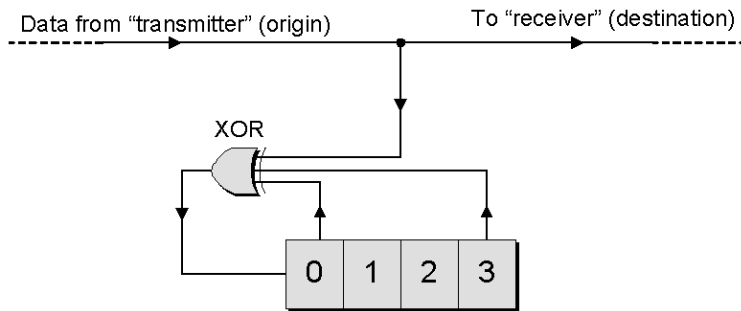 Data from “transmitter” (origin)
To “receiver” (destination)
XOR
0 1 2 3